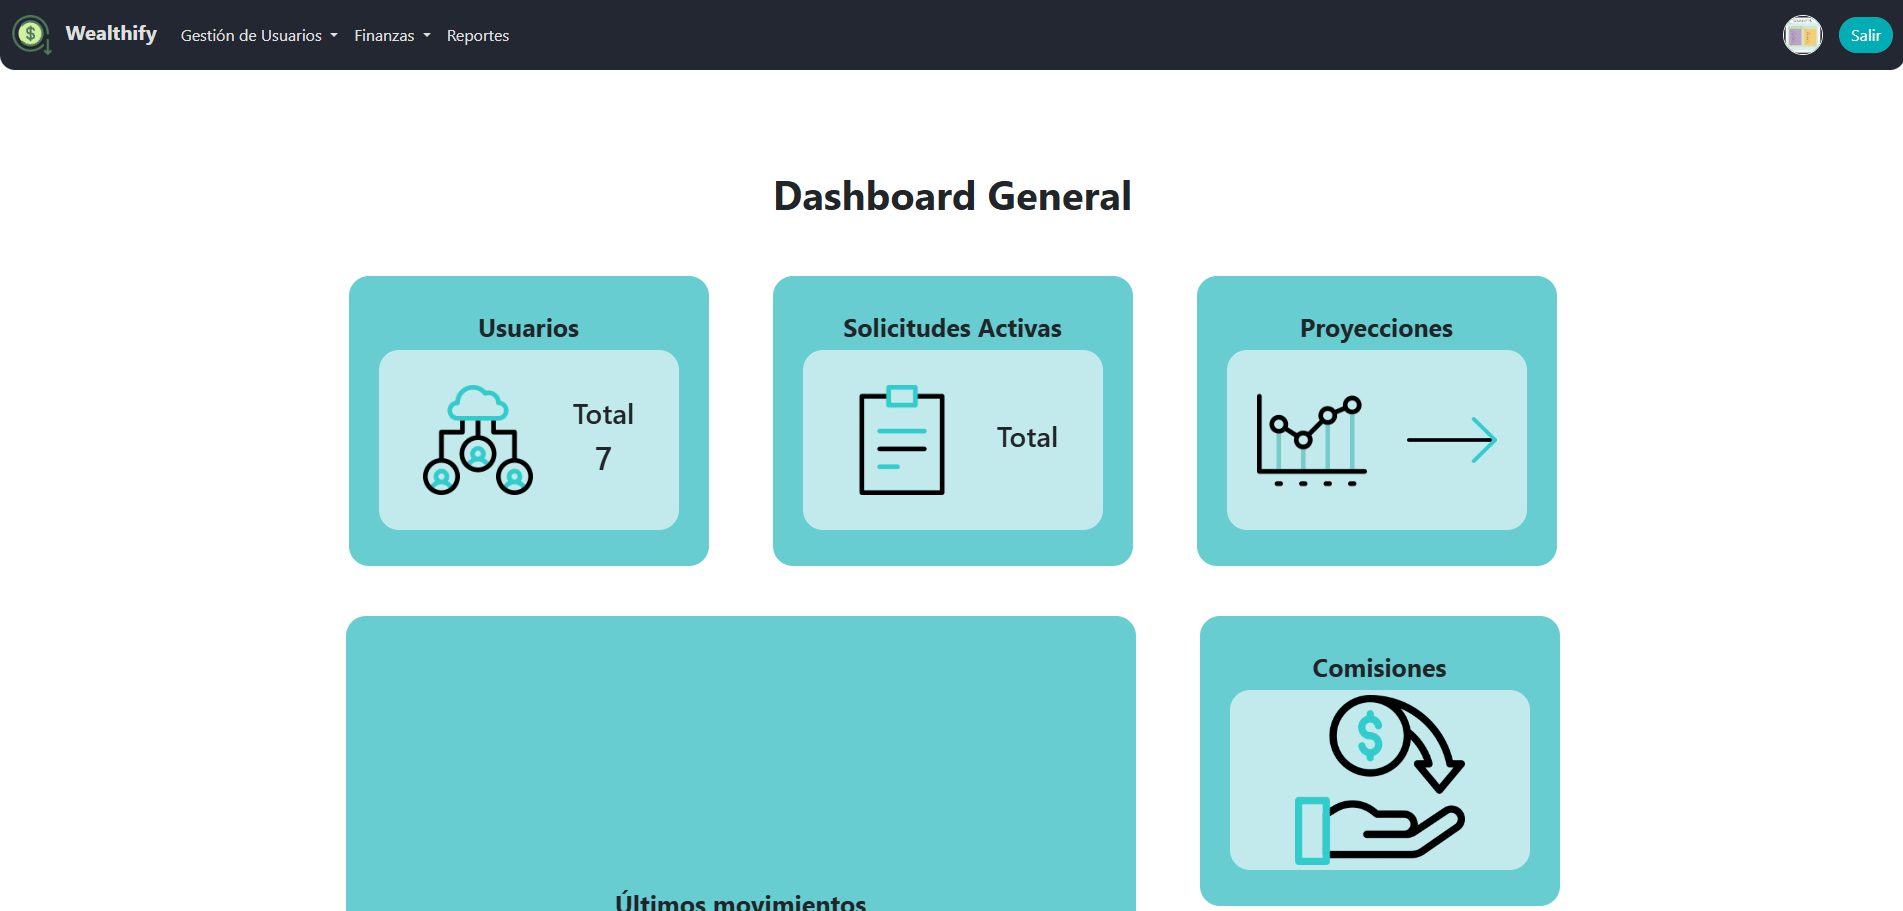 Wealthify
Gestión de Usuarios
Finanzas
Reportes
Salir
Dashboard General
Usuarios
Total
7
Solicitudes Activas
Total
Proyecciones
Comisiones
$
Últimos movimientos